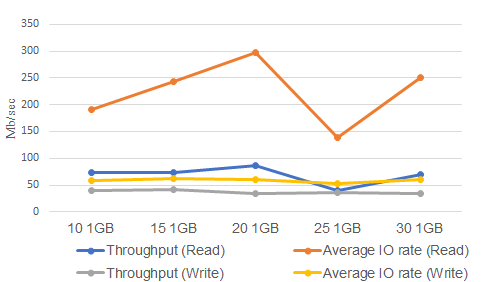 350
300
250
200
150
100
50
0
Mb/sec
10 1GB 15 1GB 20 1GB 25 1GB 30 1GB
Throughput (Read) Average IO rate (Read)
Throughput (Write) Average IO rate (Write)